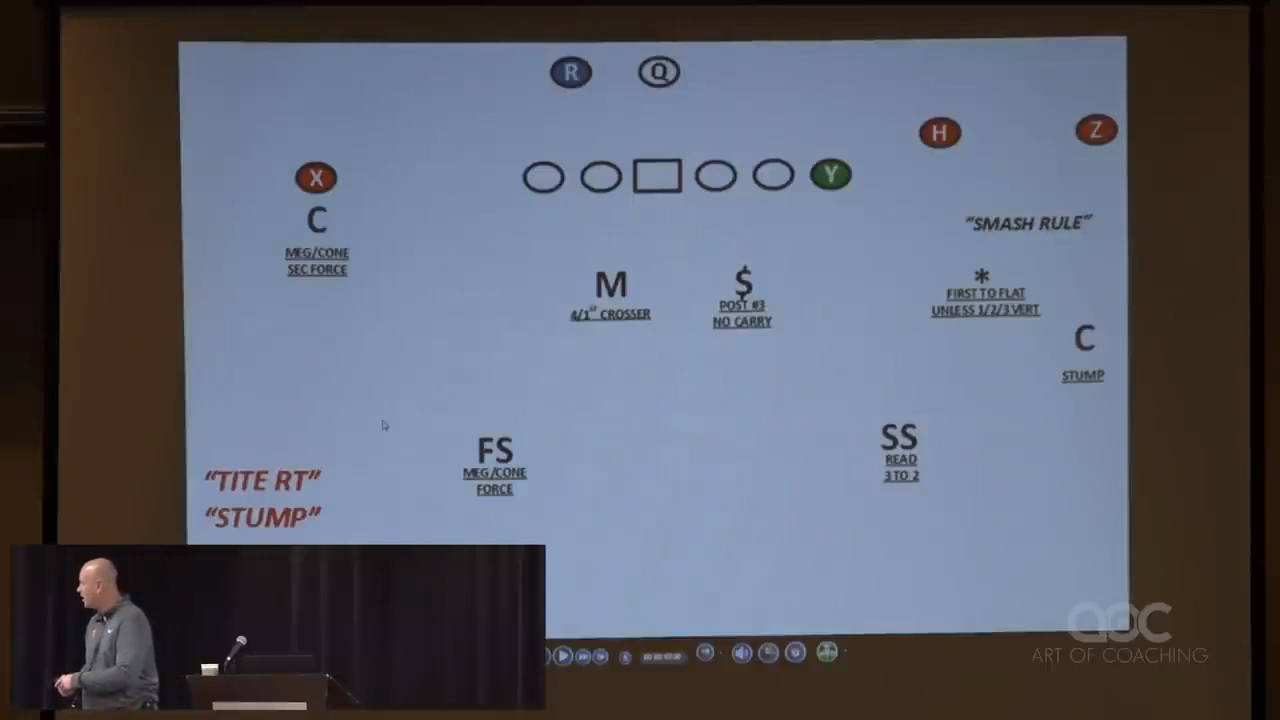 R Q
H Z
X Y
C
MEG/CONE
SEC FORCE
"SMASH RULE"
M
4/1st CROSSER
$
POST #3
NO CARRY
*
FIRST TO FLAT
UNLESS 1/2/3 VERT
C
STUMP
FS
MEG/CONE
FORCE
SS
READ
3 TO 2
"TITE RT"
"STUMP"
aoc
ART OF COACHING